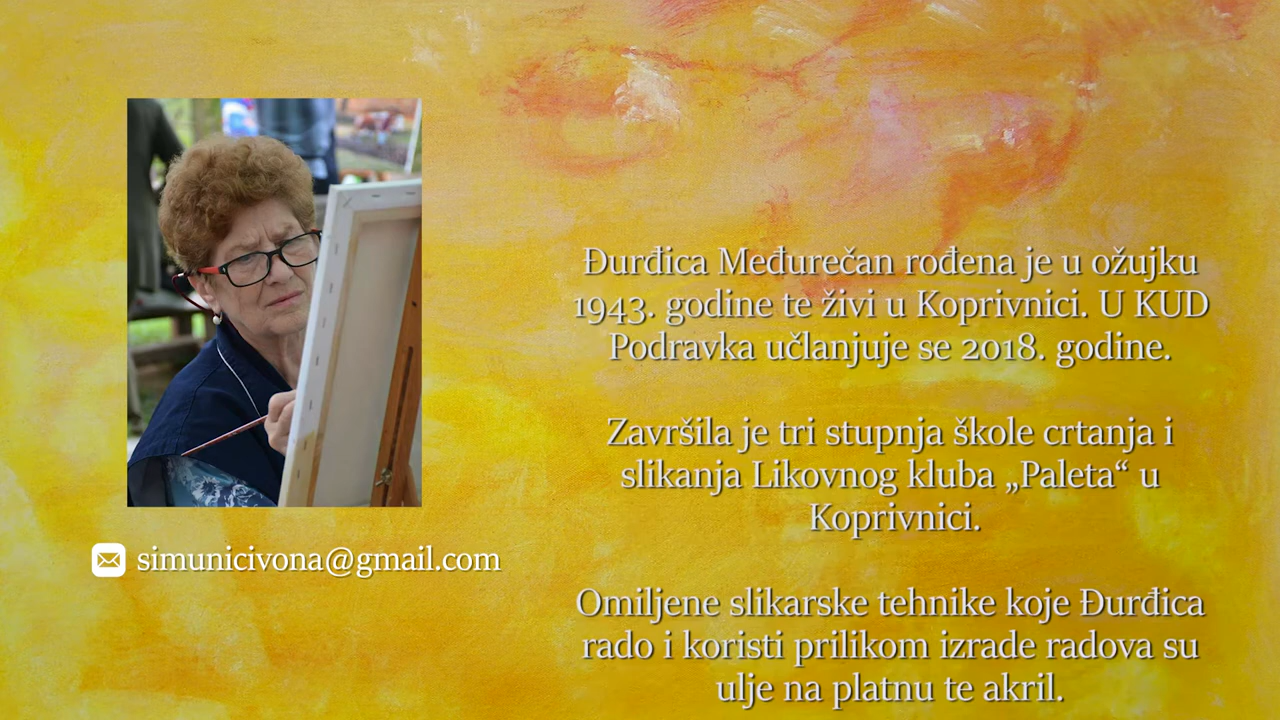 Đurđica Međurečan rođena je u ožujku
1943. godine te živi u Koprivnici. U KUD
Podravka učlanjuje se 2018. godine.
Završila je tri stupnja škole crtanja i
slikanja Likovnog kluba „Paleta“ u
Koprivnici.
Omiljene slikarske tehnike koje Đurđica
rado i koristi prilikom izrade radova su
ulje na platnu te akril.
simunicivona@gmail.com